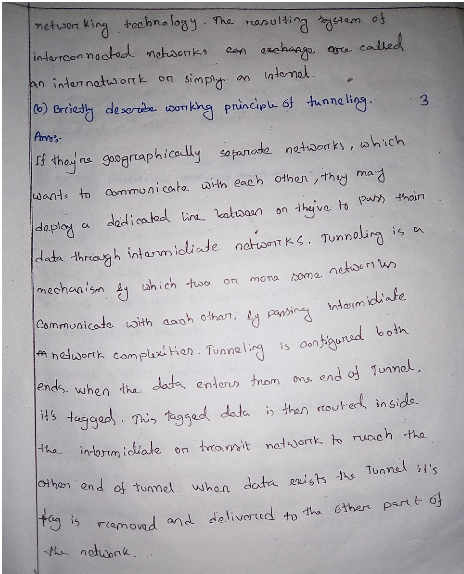 networking technology. The resulting system of
interconnected networks can exchange are called
an internetwork or simply an internet.
(b) Briefly describe working principle of tunneling. 3
Ans:-
If they're geographically separate networks, which
wants to communicate with each other, they may
deploy a dedicated line between or they've to pass their
data through intermidiate networks. Tunneling is a
mechanism by which two or more same networks
communicate with each other, by passing intermidiate
network complexities. Tunneling is configured both
ends. when the data enters from one end of Tunnel,
it's tagged. This tagged data is then routed inside
the intermidiate or transit network to reach the
other end of tunnel. when data exists the Tunnel it's
tag is removed and delivered to the other part of
the network.